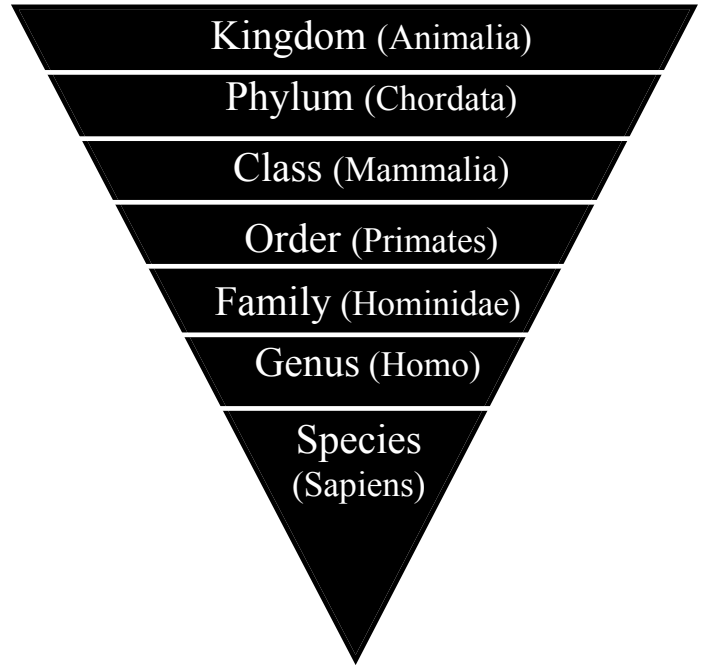 Kingdom (Animalia)
Phylum (Chordata)
Class (Mammalia)
Order (Primates)
Family (Hominidae)
Genus (Homo)
Species
(Sapiens)